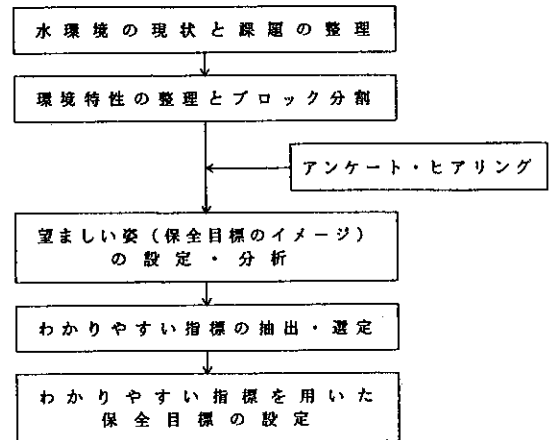 水環境の現状と課題の整理
環境特性の整理とブロック分割
アンケート・ヒアリング
望ましい姿（保全目標のイメージ）
の設定・分析
わかりやすい指標の抽出・選定
わかりやすい指標を用いた
保全目標の設定